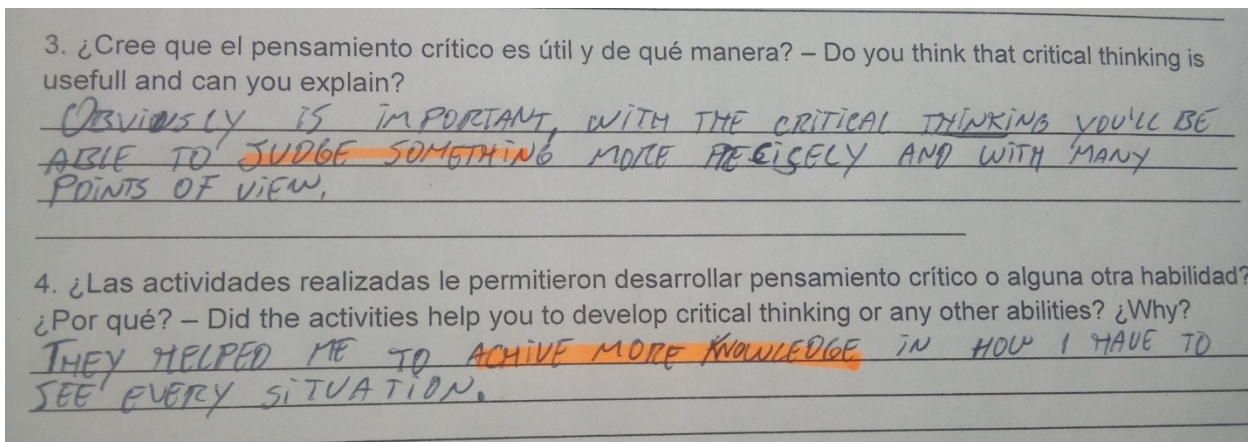 3. ¿Cree que el pensamiento crítico es útil y de qué manera? – Do you think that critical thinking is
usefull and can you explain?
OBVIOUSLY IS IMPORTANT, WITH THE CRITICAL THINKING YOU'LL BE
ABLE TO JUDGE SOMETHING MORE PRECISELY AND WITH MANY
POINTS OF VIEW.
4. ¿Las actividades realizadas le permitieron desarrollar pensamiento crítico o alguna otra habilidad?
¿Por qué? – Did the activities help you to develop critical thinking or any other abilities? ¿Why?
THEY HELPED ME TO ACHIVE MORE KNOWLEDGE IN HOW I HAVE TO
SEE EVERY SITUATION.